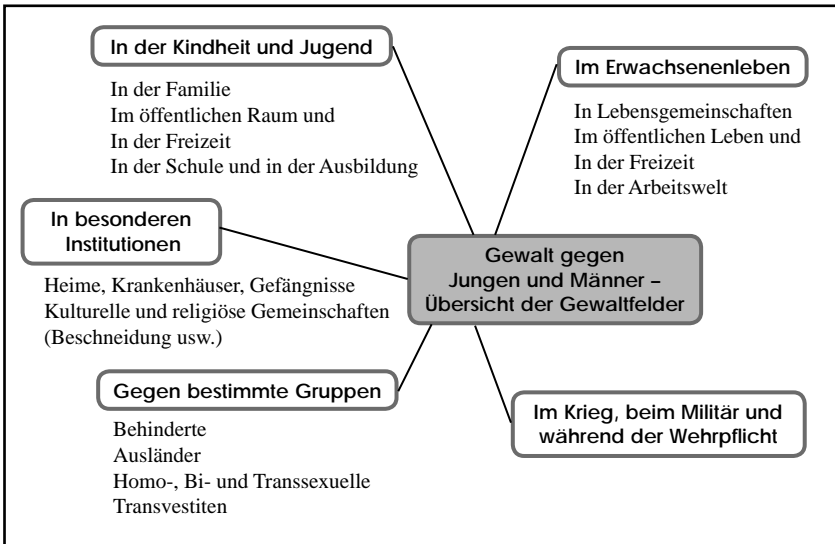 In der Kindheit und Jugend
In der Familie
Im öffentlichen Raum und
In der Freizeit
In der Schule und in der Ausbildung
Im Erwachsenenleben
In Lebensgemeinschaften
Im öffentlichen Leben und
In der Freizeit
In der Arbeitswelt
In besonderen
Institutionen
Heime, Krankenhäuser, Gefängnisse
Kulturelle und religiöse Gemeinschaften
(Beschneidung usw.)
Gewalt gegen
Jungen und Männer –
Übersicht der Gewaltfelder
Gegen bestimmte Gruppen
Behinderte
Ausländer
Homo-, Bi- und Transsexuelle
Transvestiten
Im Krieg, beim Militär und
während der Wehrpflicht